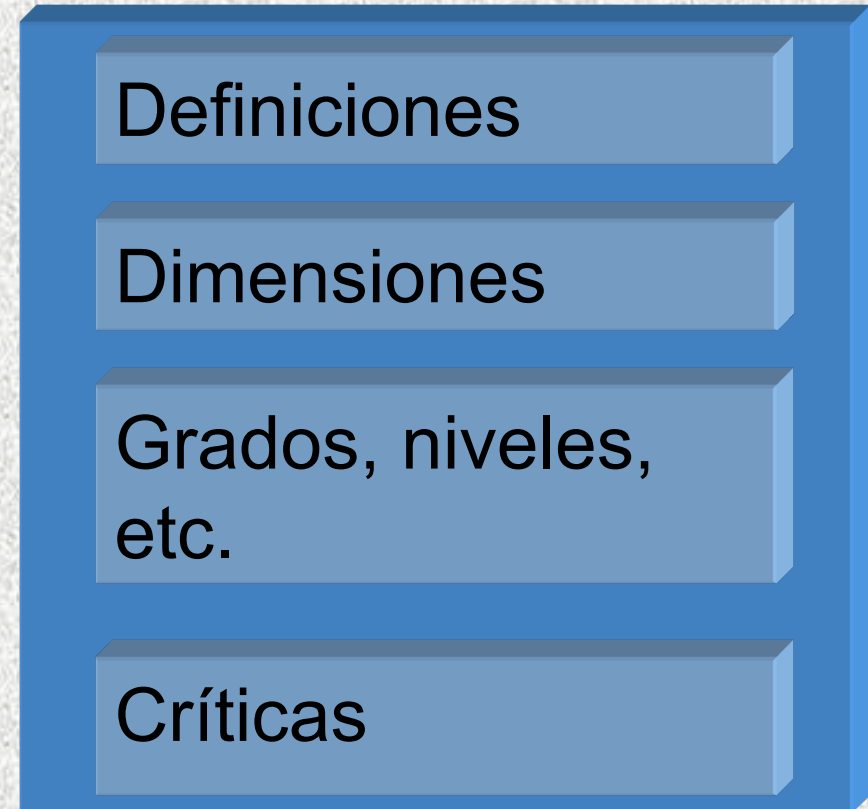 Definiciones
Dimensiones
Grados, niveles,
etc.
Críticas